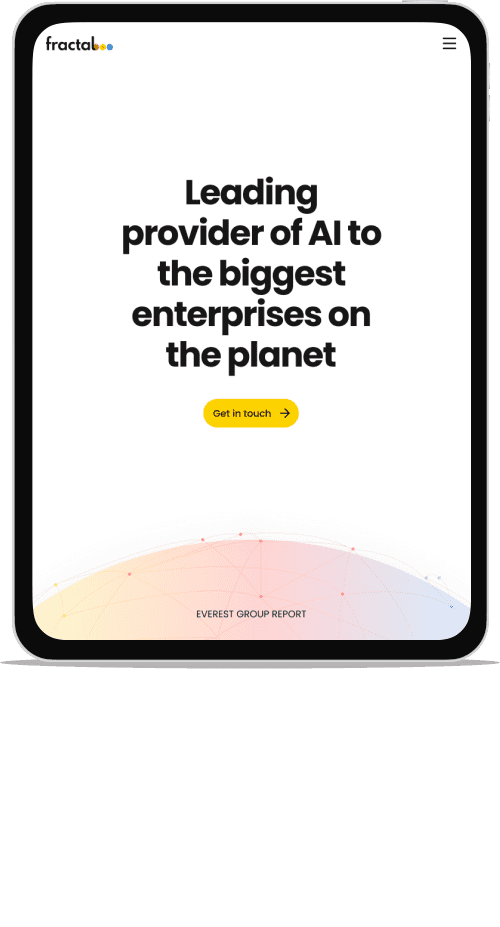 fractal
Leading
provider of AI to
the biggest
enterprises on
the planet
Get in touch
EVEREST GROUP REPORT